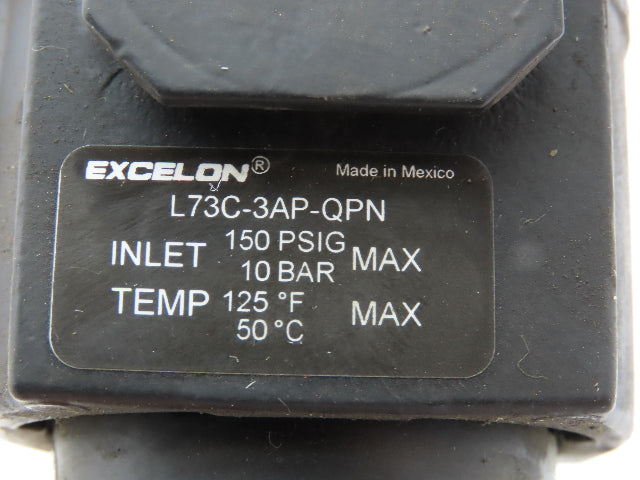 EXCELON® Made in Mexico
L73C-3AP-QPN
INLET 150 PSIG MAX
10 BAR
TEMP 125 °F MAX
50 °C